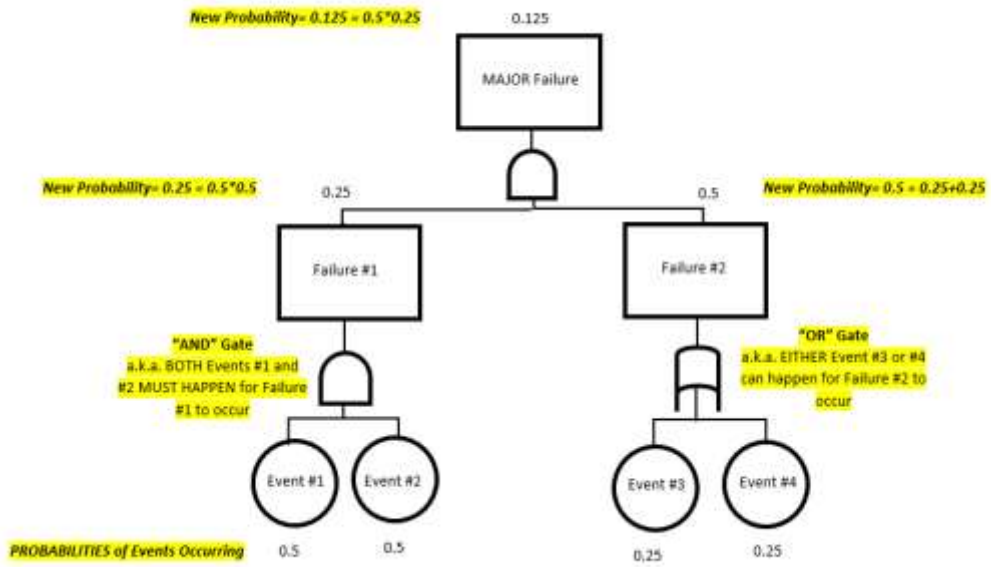 New Probability= 0.125 = 0.5*0.25
0.125
MAJOR Failure
New Probability= 0.25 = 0.5*0.5
0.25
0.5
New Probability= 0.5 = 0.25+0.25
Failure #1
Failure #2
"AND" Gate
a.k.a. BOTH Events #1 and
#2 MUST HAPPEN for Failure
#1 to occur
"OR" Gate
a.k.a. EITHER Event #3 or #4
can happen for Failure #2 to
occur
Event #1
Event #2
Event #3
Event #4
PROBABILITIES of Events Occurring
0.5
0.5
0.25
0.25